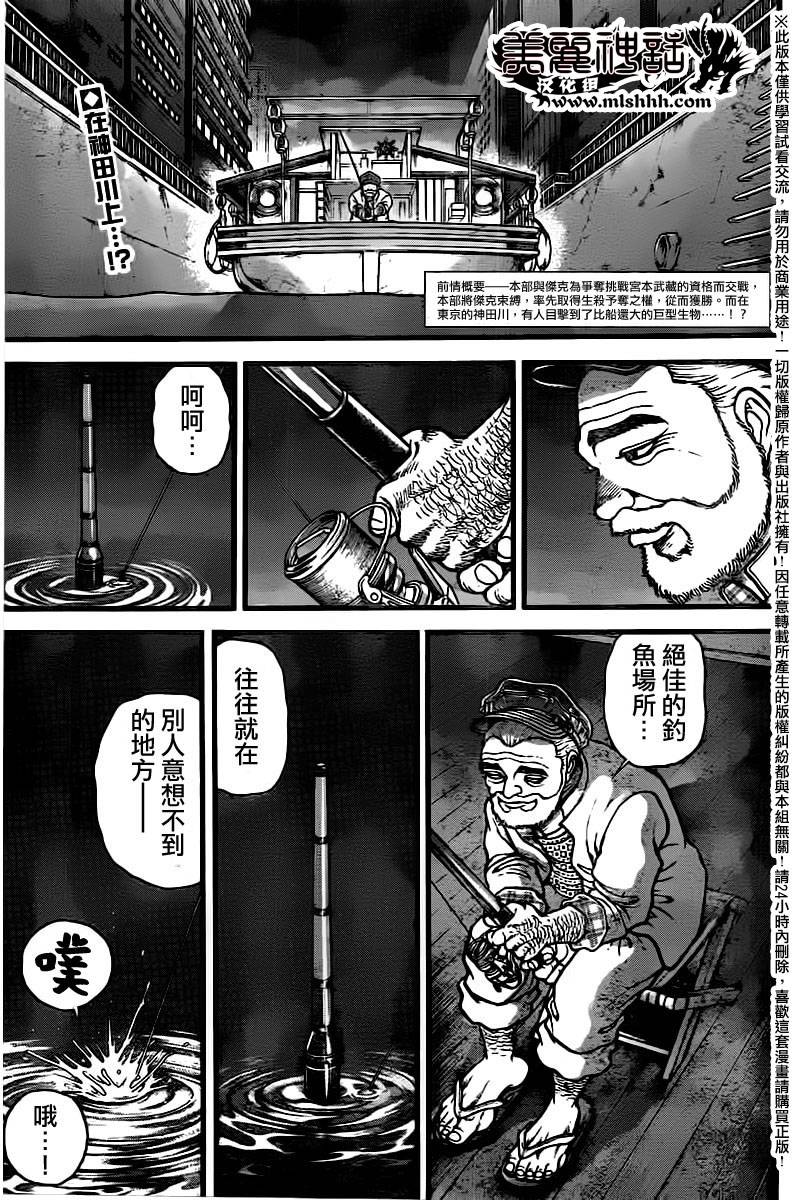 美麗神話
汉化组
www.mlshhh.com
※此版本僅供學習試看交流，請勿用於商業用途！一切版權歸原作者與出版社擁有！因任意轉載所產生的版權糾紛都與本組無關！請24小時內刪除，喜歡這套漫畫請購買正版！
◆在神田川上…!?
前情概要——本部與傑克為爭奪挑戰宮本武藏的資格而交戰，
本部將傑克束縛，率先取得生殺予奪之權，從而獲勝。而在
東京的神田川，有人目擊到了比船還大的巨型生物……！？
呵呵…
絕佳的釣
魚場所…
往往就在
別人意想不到
的地方——
噗
哦…！